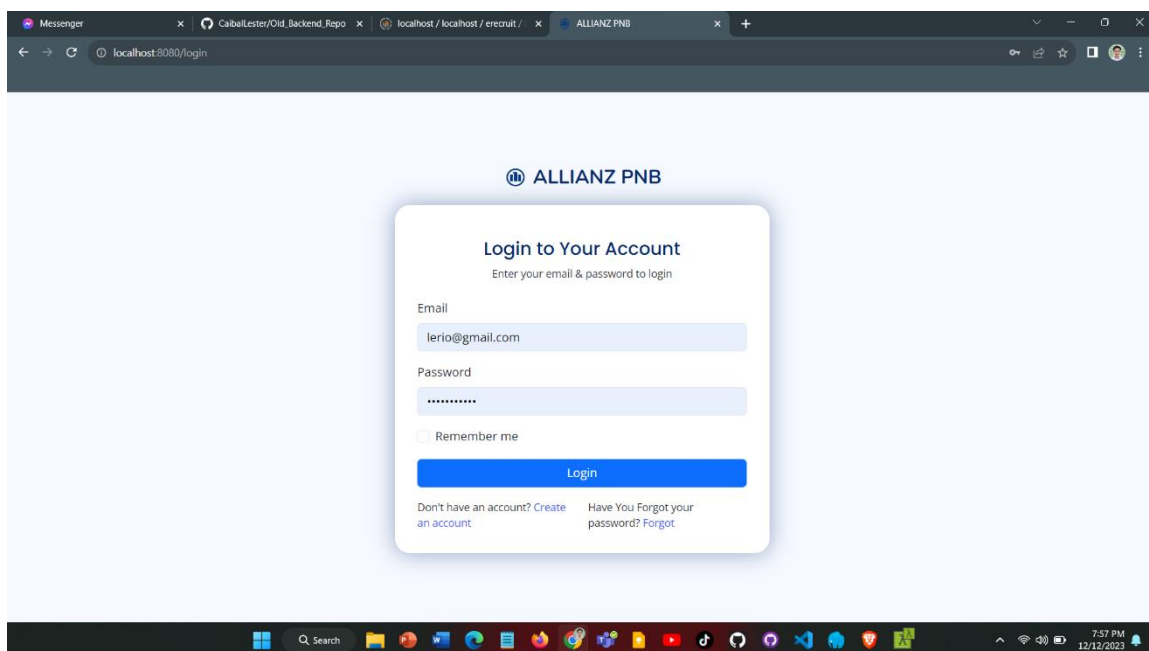 Messenger
CaibalLester/Old_Backend_Repo
localhost / localhost / erecruit /
ALLIANZ PNB
localhost:8080/login
ALLIANZ PNB
Login to Your Account
Enter your email & password to login
Email
lerio@gmail.com
Password
•••••••••••
Remember me
Login
Don't have an account? Create
an account
Have You Forgot your
password? Forgot
Search
7:57 PM
12/12/2023